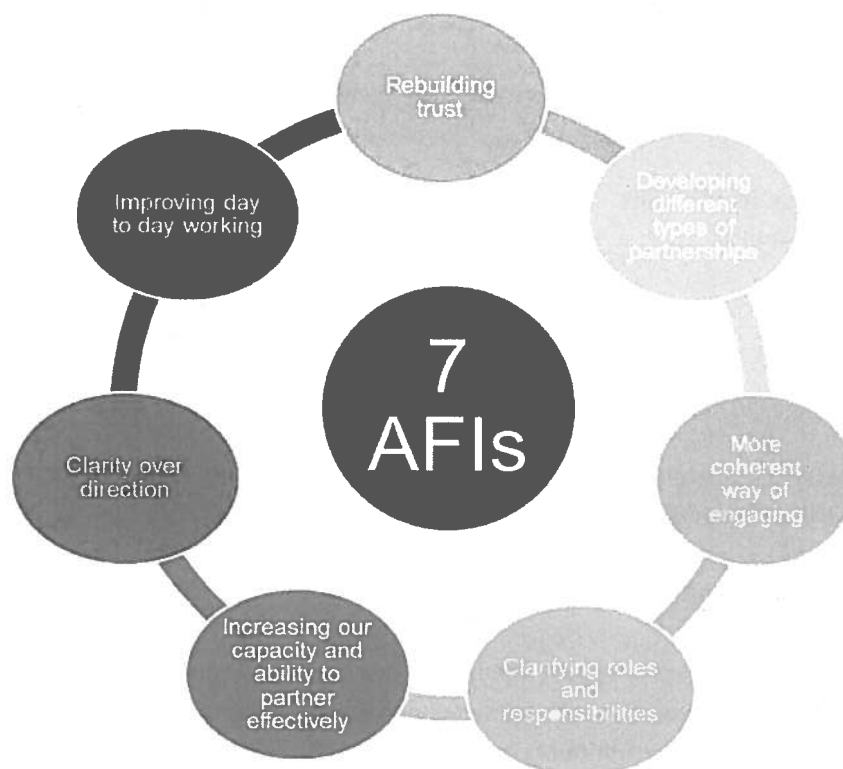 Rebuilding
trust
Developing
different
types of
partnerships
More
coherent
way of
engaging
Clarifying roles
and
responsibilities
Increasing our
capacity and
ability to
partner
effectively
Clarity over
direction
Improving day
to day working
7
AFIs